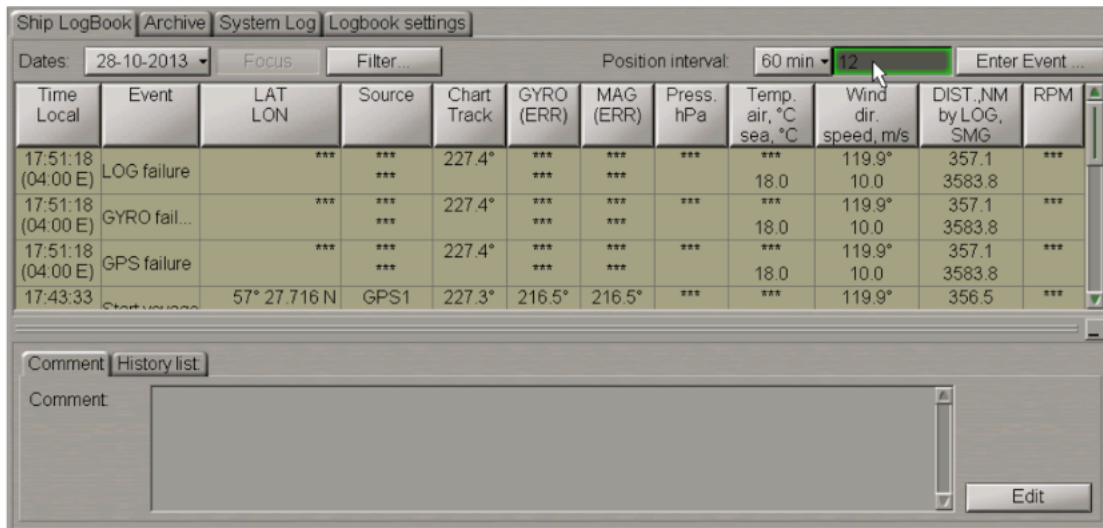 Ship LogBook Archive System Log Logbook settings
Dates: 28-10-2013 Focus Filter... Position interval: 60 min 12 Enter Event ...
Time Local Event LAT LON Source Chart Track GYRO (ERR) MAG (ERR) Press. hPa Temp. air, °C sea, °C Wind dir. speed, m/s DIST.,NM by LOG, SMG RPM
17:51:18 *** *** 227.4° *** *** *** *** 119.9° 357.1 ***
(04:00 E) LOG failure *** *** *** 18.0 10.0 3583.8
17:51:18 *** *** 227.4° *** *** *** *** 119.9° 357.1 ***
(04:00 E) GYRO fail... *** *** *** 18.0 10.0 3583.8
17:51:18 *** *** 227.4° *** *** *** *** 119.9° 357.1 ***
(04:00 E) GPS failure *** *** *** 18.0 10.0 3583.8
17:43:33 Start voyage 57° 27.716 N GPS1 227.3° 216.5° 216.5° *** *** 119.9° 356.5 ***
Comment History list:
Comment:
Edit